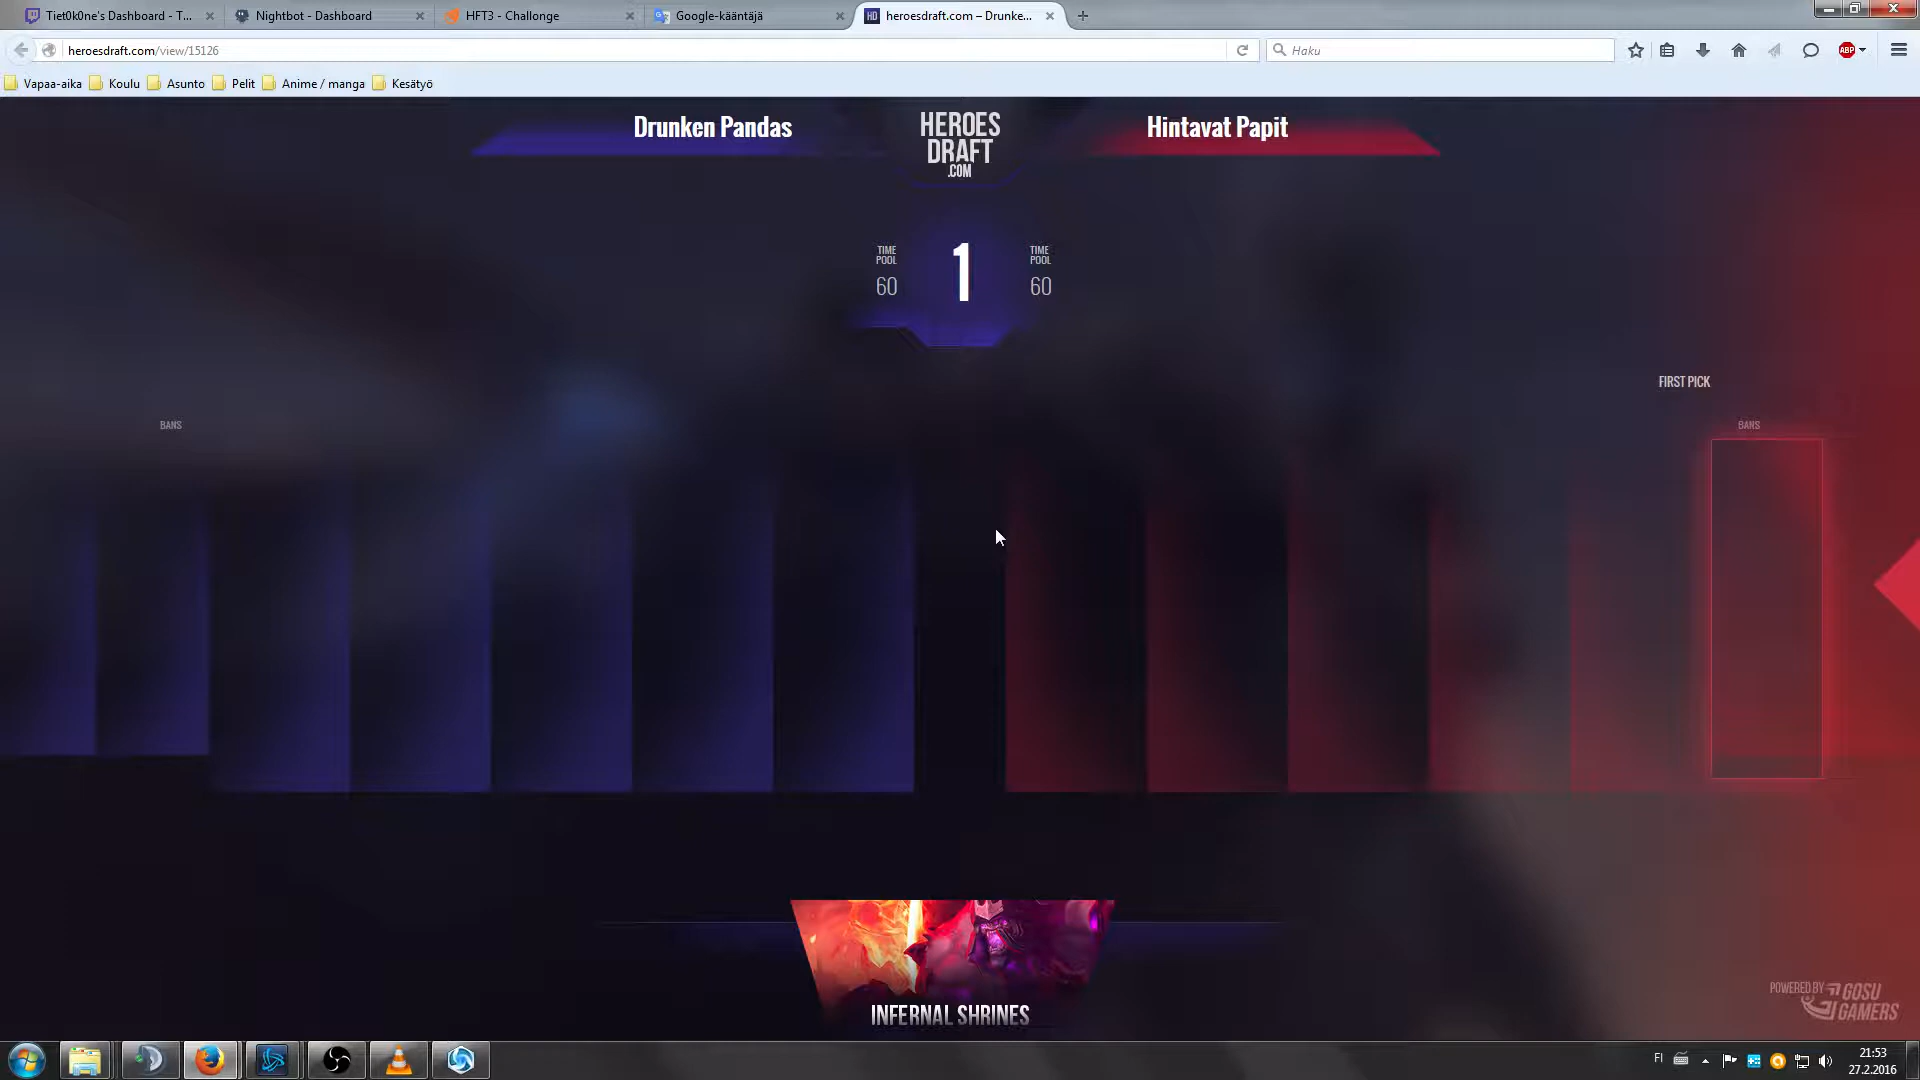 Tiet0k0ne's Dashboard - T...
Nightbot - Dashboard
HFT3 - Challonge
Google-kääntäjä
HD
heroesdraft.com – Drunke...
heroesdraft.com/view/15126
Haku
ABP
Vapaa-aika
Koulu
Asunto
Pelit
Anime / manga
Kesätyö
Drunken Pandas
HEROES
DRAFT
.COM
Hintavat Papit
TIME
POOL
60
1
TIME
POOL
60
FIRST PICK
BANS
BANS
INFERNAL SHRINES
POWERED BY
GOSU
GAMERS
FI
21:53
27.2.2016